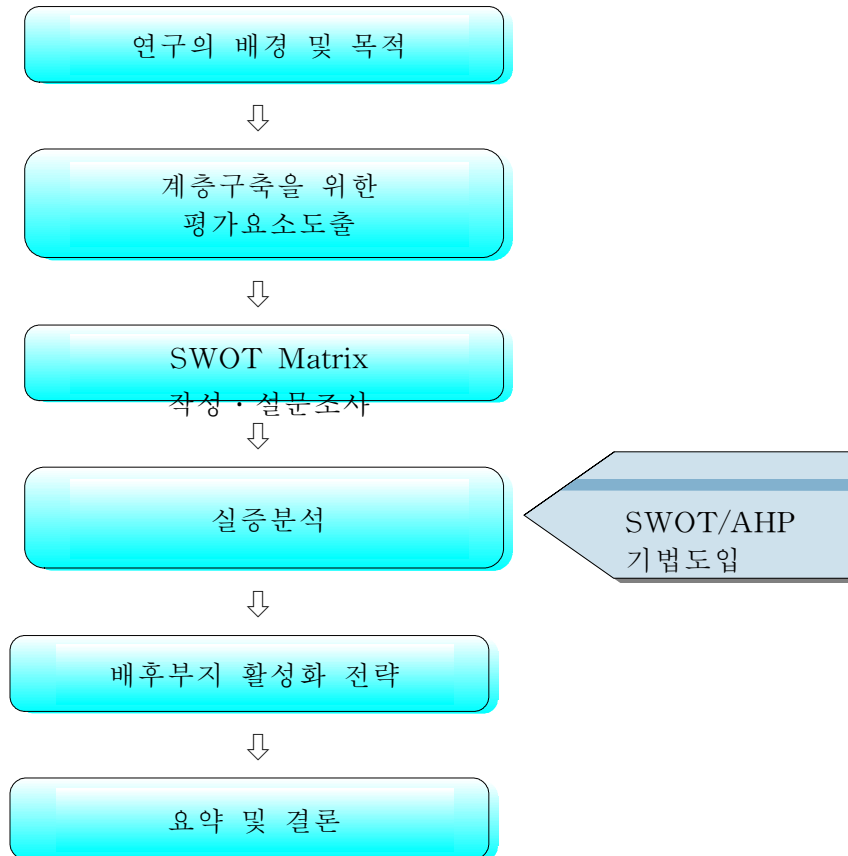 연구의 배경 및 목적
계층구축을 위한
평가요소도출
SWOT Matrix
작성·설문조사
실증분석
SWOT/AHP
기법도입
배후부지 활성화 전략
요약 및 결론